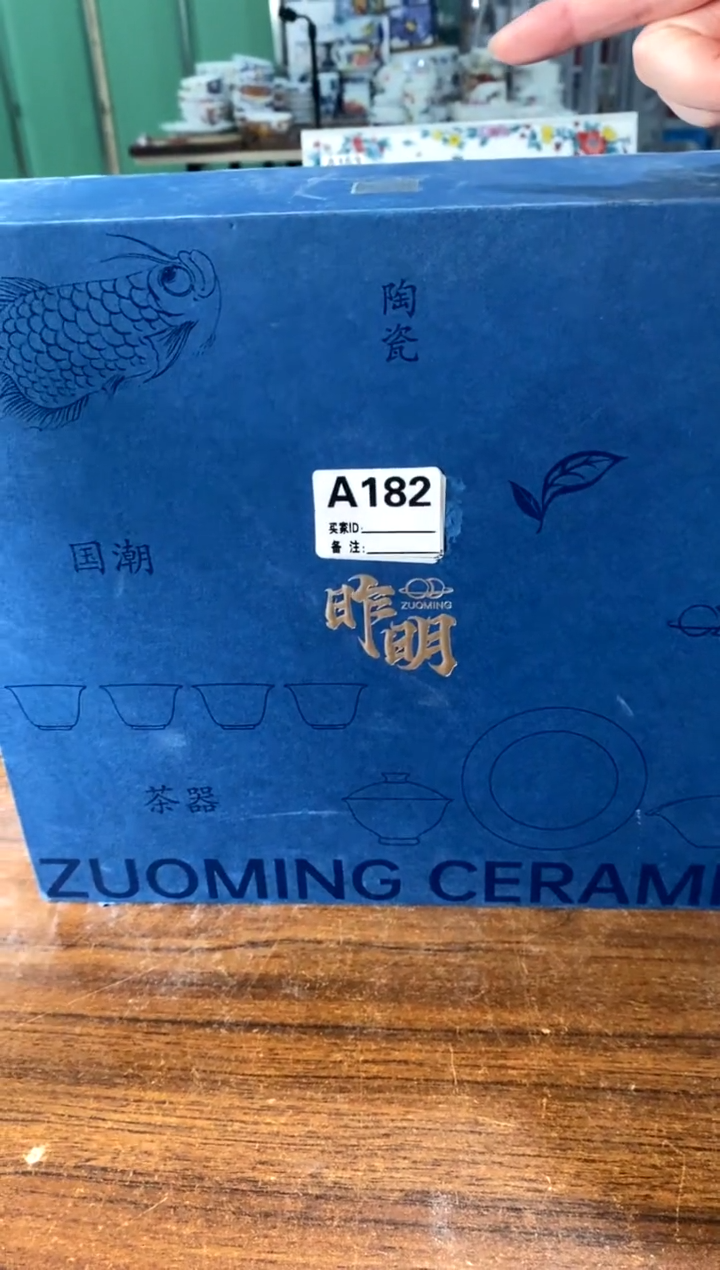 陶
瓷
A182
买家ID:
备 注:
国潮
昨明
ZUOMING
茶器
ZUOMING CERAM